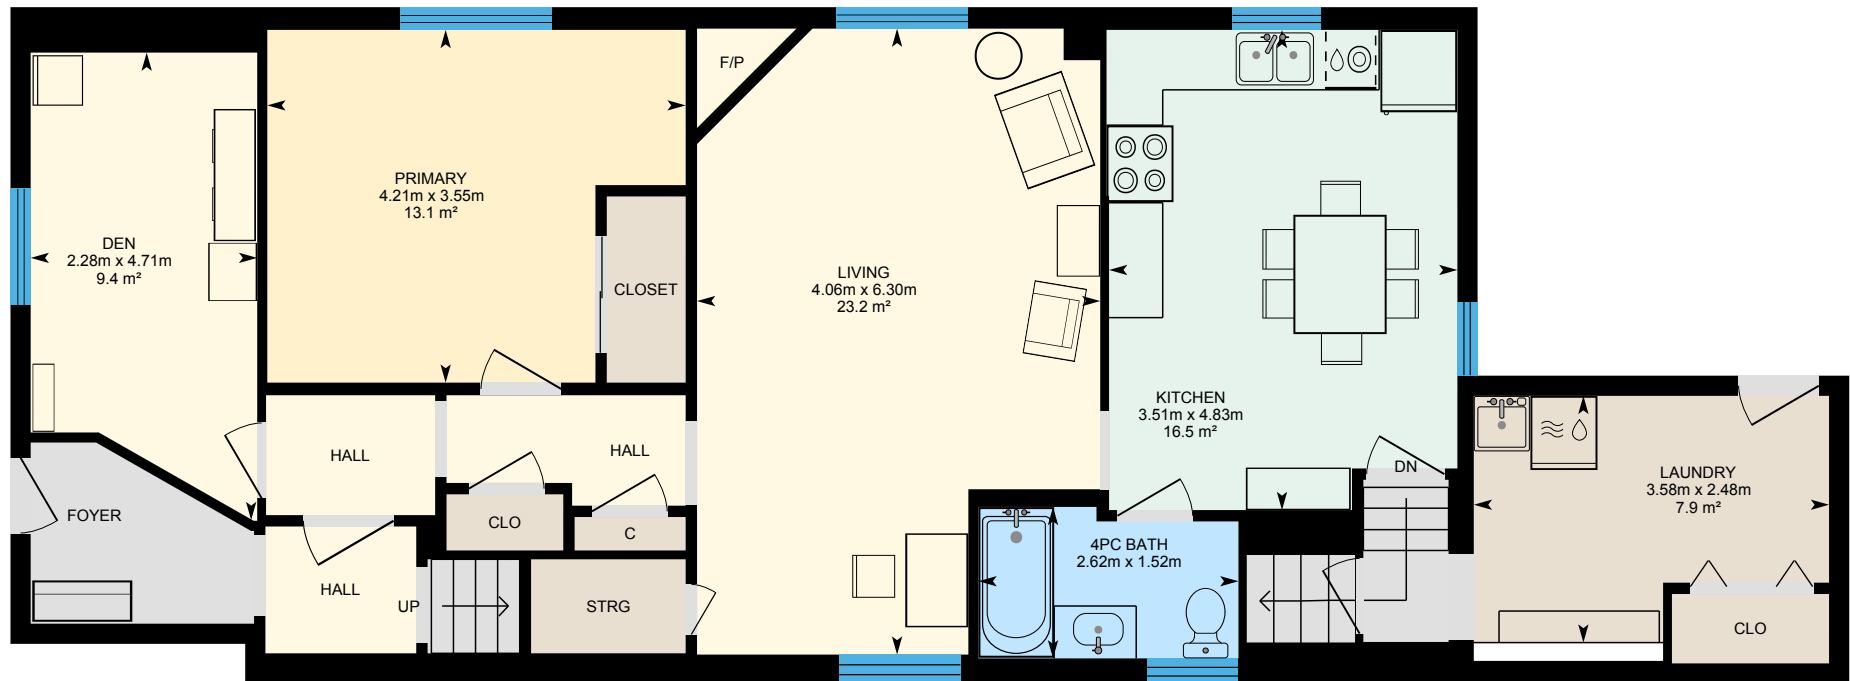 F/P
PRIMARY
4.21m x 3.55m
13.1 m²
DEN
2.28m x 4.71m
9.4 m²
CLOSET
LIVING
4.06m x 6.30m
23.2 m²
KITCHEN
3.51m x 4.83m
16.5 m²
HALL
HALL
DN
LAUNDRY
3.58m x 2.48m
7.9 m²
FOYER
CLO
C
4PC BATH
2.62m x 1.52m
HALL
UP
STRG
CLO